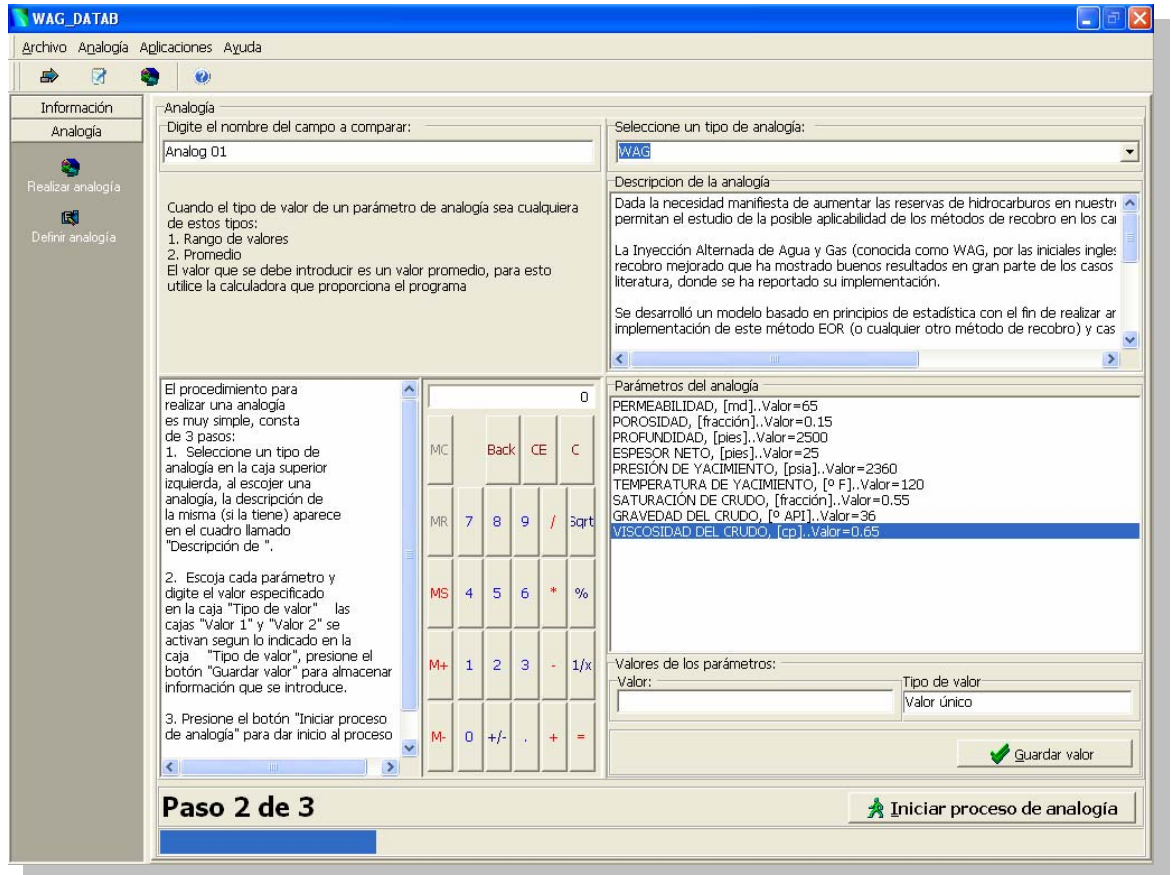 WAG_DATAB
Archivo Analogía Aplicaciones Ayuda
Información
Analogía
Realizar analogía
Definir analogía
Analogía
Digite el nombre del campo a comparar:
Analog 01
Cuando el tipo de valor de un parámetro de analogía sea cualquiera
de estos tipos:
1. Rango de valores
2. Promedio
El valor que se debe introducir es un valor promedio, para esto
utilice la calculadora que proporciona el programa
Seleccione un tipo de analogía:
WAG
Descripcion de la analogía
Dada la necesidad manifiesta de aumentar las reservas de hidrocarburos en nuestr
permitan el estudio de la posible aplicabilidad de los métodos de recobro en los ca
La Inyección Alternada de Agua y Gas (conocida como WAG, por las iniciales ingles
recobro mejorado que ha mostrado buenos resultados en gran parte de los casos
literatura, donde se ha reportado su implementación.
Se desarrolló un modelo basado en principios de estadística con el fin de realizar ar
implementación de este método EOR (o cualquier otro método de recobro) y cas
El procedimiento para
realizar una analogía
es muy simple, consta
de 3 pasos:
1. Seleccione un tipo de
analogía en la caja superior
izquierda, al escojer una
analogía, la descripción de
la misma (si la tiene) aparece
en el cuadro llamado
"Descripción de ".
2. Escoja cada parámetro y
digite el valor especificado
en la caja "Tipo de valor" las
cajas "Valor 1" y "Valor 2" se
activan segun lo indicado en la
caja "Tipo de valor", presione el
botón "Guardar valor" para almacenar
información que se introduce.
3. Presione el botón "Iniciar proceso
de analogía" para dar inicio al proceso
0
MC Back CE C
MR 7 8 9 / Sqrt
MS 4 5 6 * %
M+ 1 2 3 - 1/x
M- 0 +/- . + =
Parámetros del analogía
PERMEABILIDAD, [md]..Valor=65
POROSIDAD, [fracción]..Valor=0.15
PROFUNDIDAD, [pies]..Valor=2500
ESPESOR NETO, [pies]..Valor=25
PRESIÓN DE YACIMIENTO, [psia]..Valor=2360
TEMPERATURA DE YACIMIENTO, [º F]..Valor=120
SATURACIÓN DE CRUDO, [fracción]..Valor=0.55
GRAVEDAD DEL CRUDO, [º API]..Valor=36
VISCOSIDAD DEL CRUDO, [cp]..Valor=0.65
Valores de los parámetros:
Valor:
Tipo de valor
Valor único
Guardar valor
Paso 2 de 3
Iniciar proceso de analogía